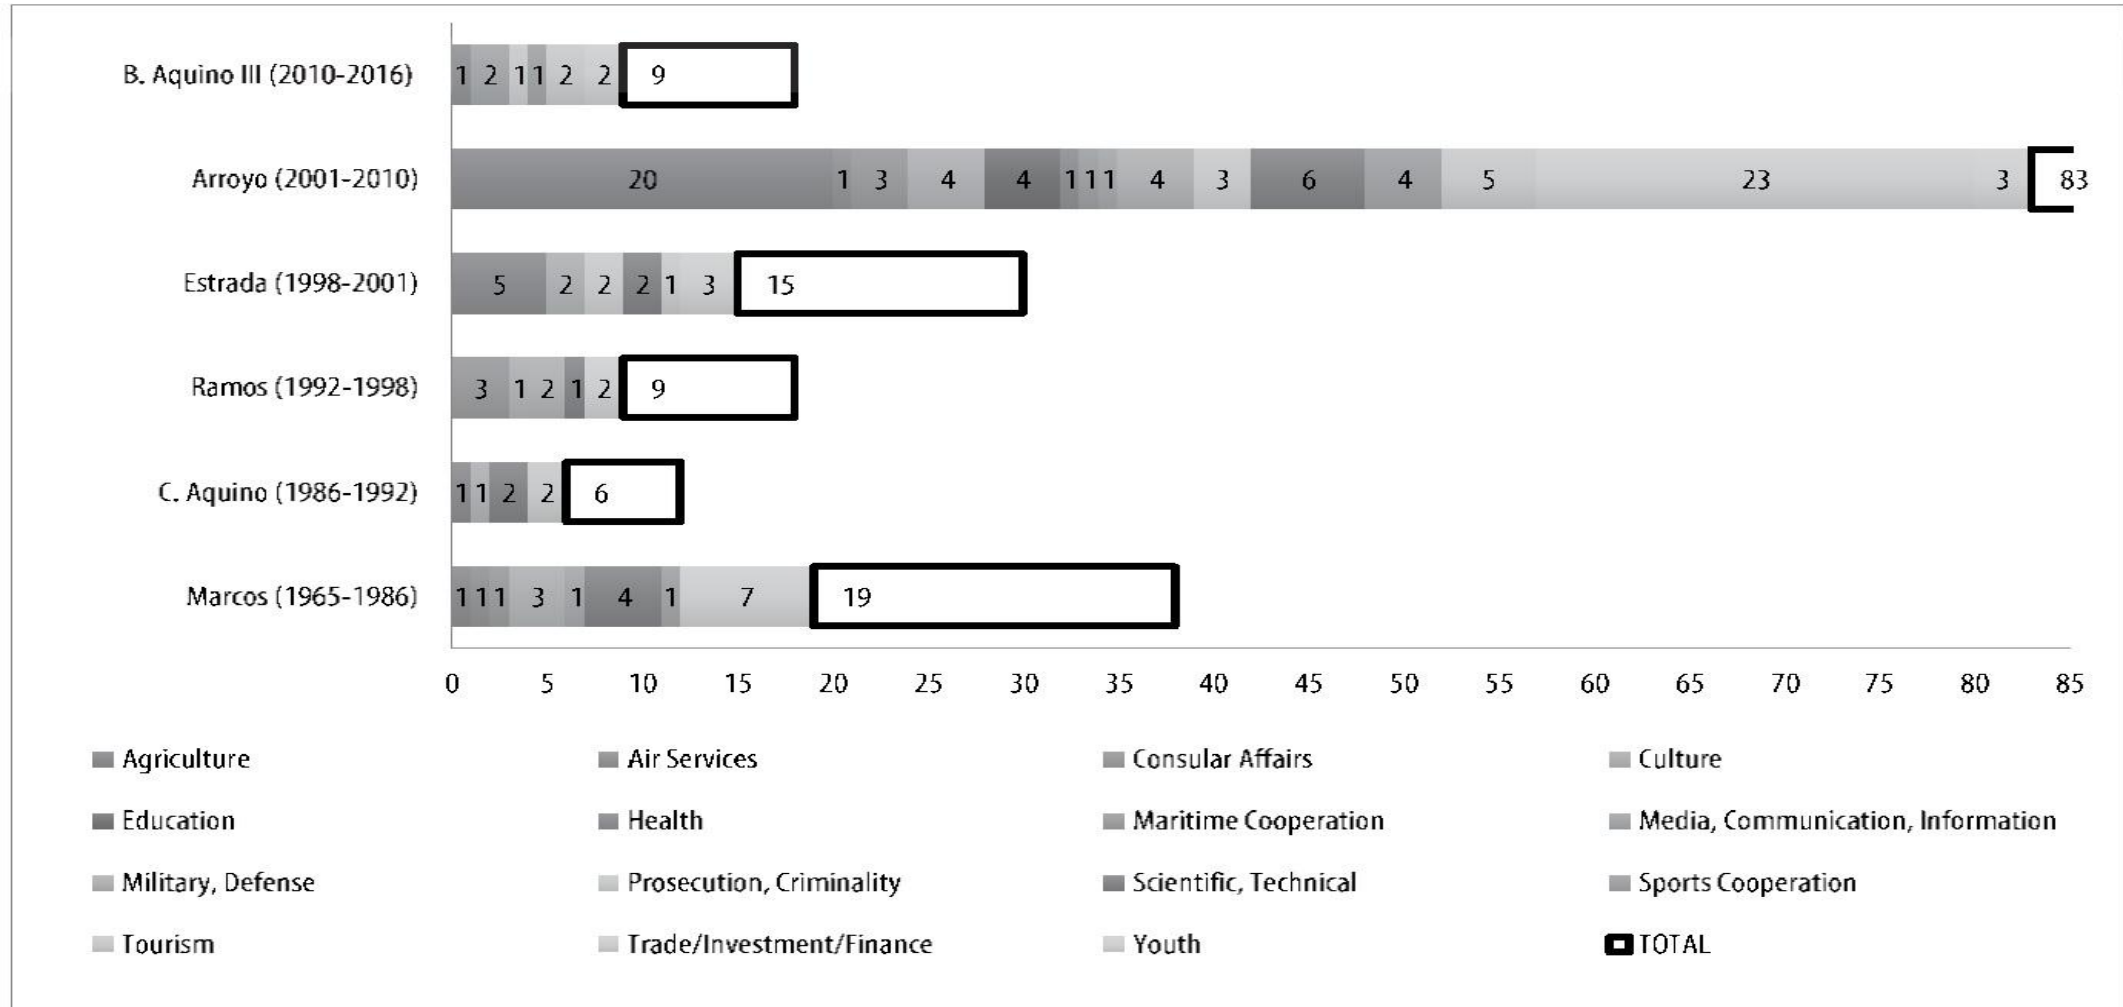 B. Aquino III (2010-2016) 1 2 1 1 2 2 9
Arroyo (2001-2010) 20 1 3 4 4 1 1 1 4 3 6 4 5 23 3 83
Estrada (1998-2001) 5 2 2 2 1 3 15
Ramos (1992-1998) 3 1 2 1 2 9
C. Aquino (1986-1992) 1 1 2 2 6
Marcos (1965-1986) 1 1 1 3 1 4 1 7 19
0 5 10 15 20 25 30 35 40 45 50 55 60 65 70 75 80 85
Agriculture Air Services Consular Affairs Culture
Education Health Maritime Cooperation Media, Communication, Information
Military, Defense Prosecution, Criminality Scientific, Technical Sports Cooperation
Tourism Trade/Investment/Finance Youth TOTAL